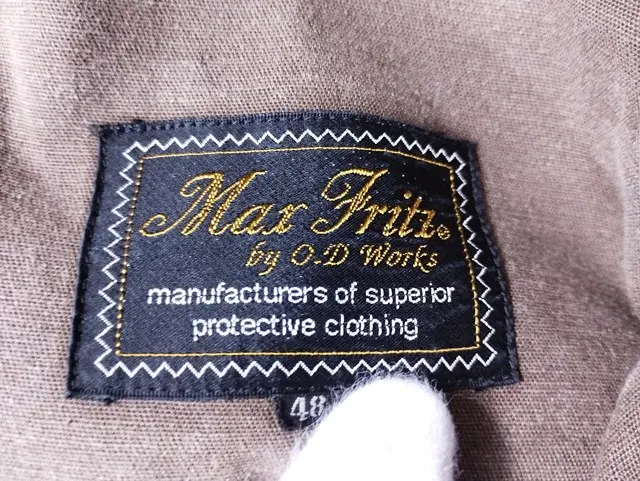 Max Fritz®
by O.D Works
manufacturers of superior
protective clothing
48